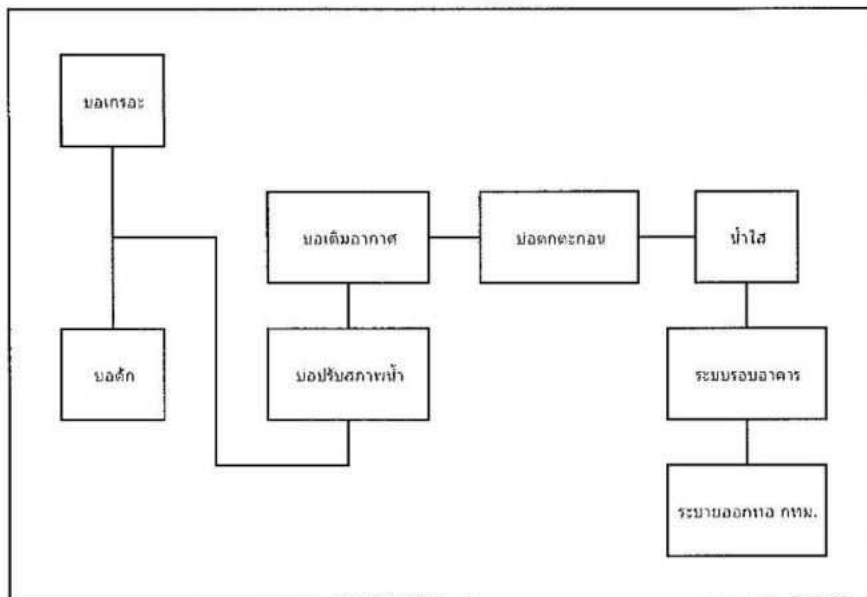 บ่อเกรอะ
บ่อดัก
บ่อเติมอากาศ
บ่อปรับสภาพน้ำ
บ่อตกตะกอน
น้ำใส
ระบบรอบอาคาร
ระบายออกท่อ กทม.